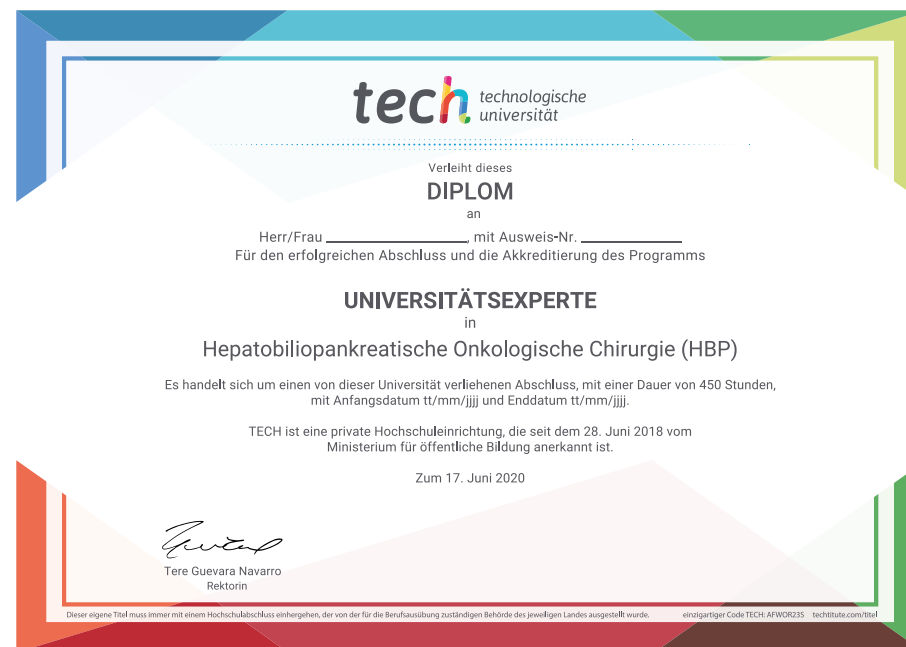 tech technologische
universität
Verleiht dieses
DIPLOM
an
Herr/Frau ____________, mit Ausweis-Nr. ____________
Für den erfolgreichen Abschluss und die Akkreditierung des Programms
UNIVERSITÄTSEXPERTE
in
Hepatobiliopankreatische Onkologische Chirurgie (HBP)
Es handelt sich um einen von dieser Universität verliehenen Abschluss, mit einer Dauer von 450 Stunden,
mit Anfangsdatum tt/mm/jjjj und Enddatum tt/mm/jjjj.
TECH ist eine private Hochschuleinrichtung, die seit dem 28. Juni 2018 vom
Ministerium für öffentliche Bildung anerkannt ist.
Zum 17. Juni 2020
Tere Guevara Navarro
Rektorin
Dieser eigene Titel muss immer mit einem Hochschulabschluss einhergehen, der von der für die Berufsausübung zuständigen Behörde des jeweiligen Landes ausgestellt wurde. einzigartiger Code TECH: AFWOR23S techtitute.com/titel